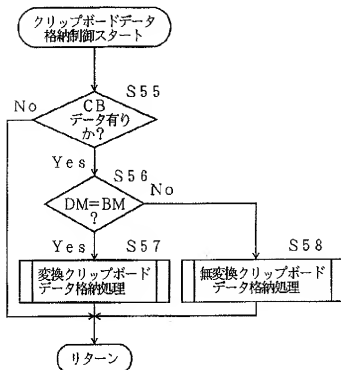 クリップボードデータ
格納制御スタート
S55
No
CB
データ有り
か?
Yes
S56
No
DM=BM
?
Yes
S57
S58
変換クリップボード
データ格納処理
無変換クリップボード
データ格納処理
リターン